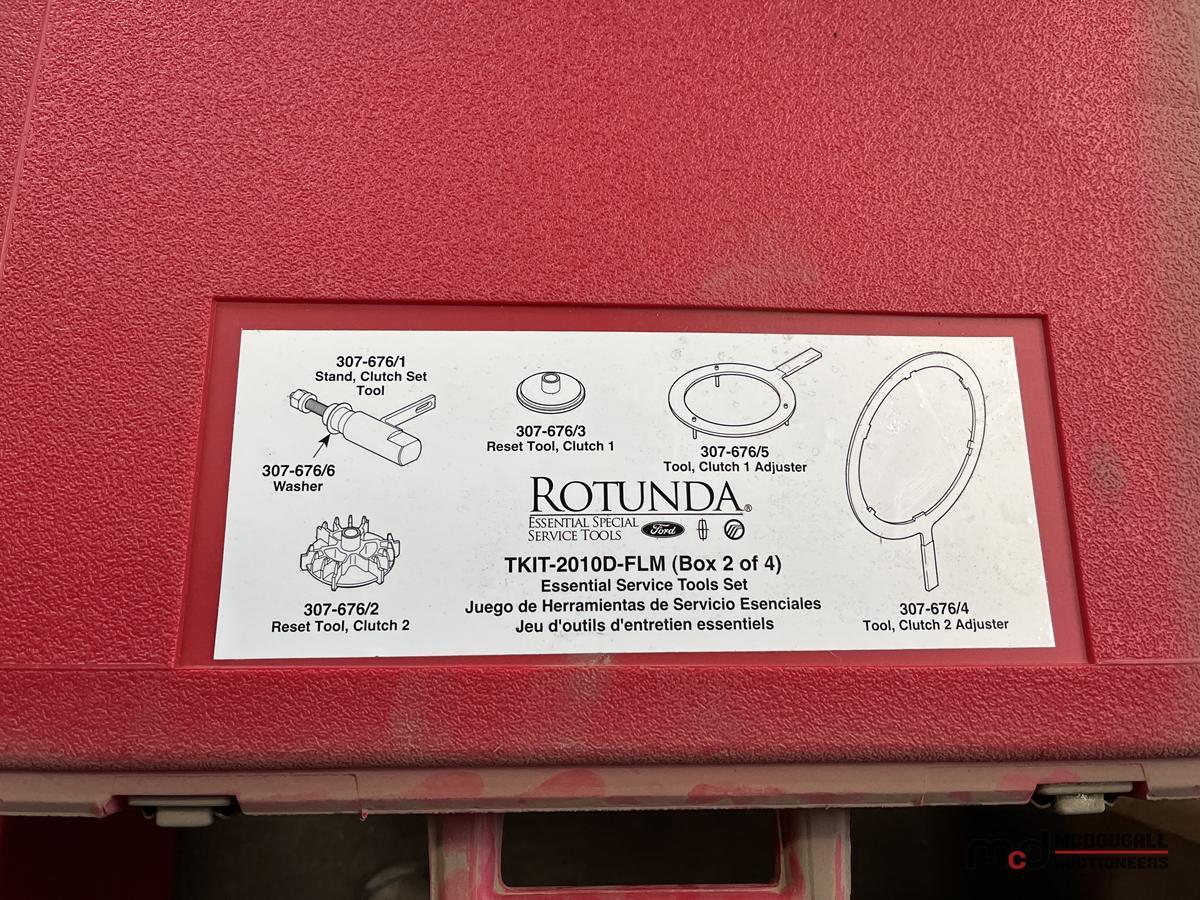 307-676/1
Stand, Clutch Set
Tool
307-676/6
Washer
307-676/3
Reset Tool, Clutch 1
307-676/5
Tool, Clutch 1 Adjuster
ROTUNDA®
ESSENTIAL SPECIAL
SERVICE TOOLS
Ford
307-676/2
Reset Tool, Clutch 2
TKIT-2010D-FLM (Box 2 of 4)
Essential Service Tools Set
Juego de Herramientas de Servicio Esenciales
Jeu d'outils d'entretien essentiels
307-676/4
Tool, Clutch 2 Adjuster
mcd
MCDOUGALL
AUCTIONEERS